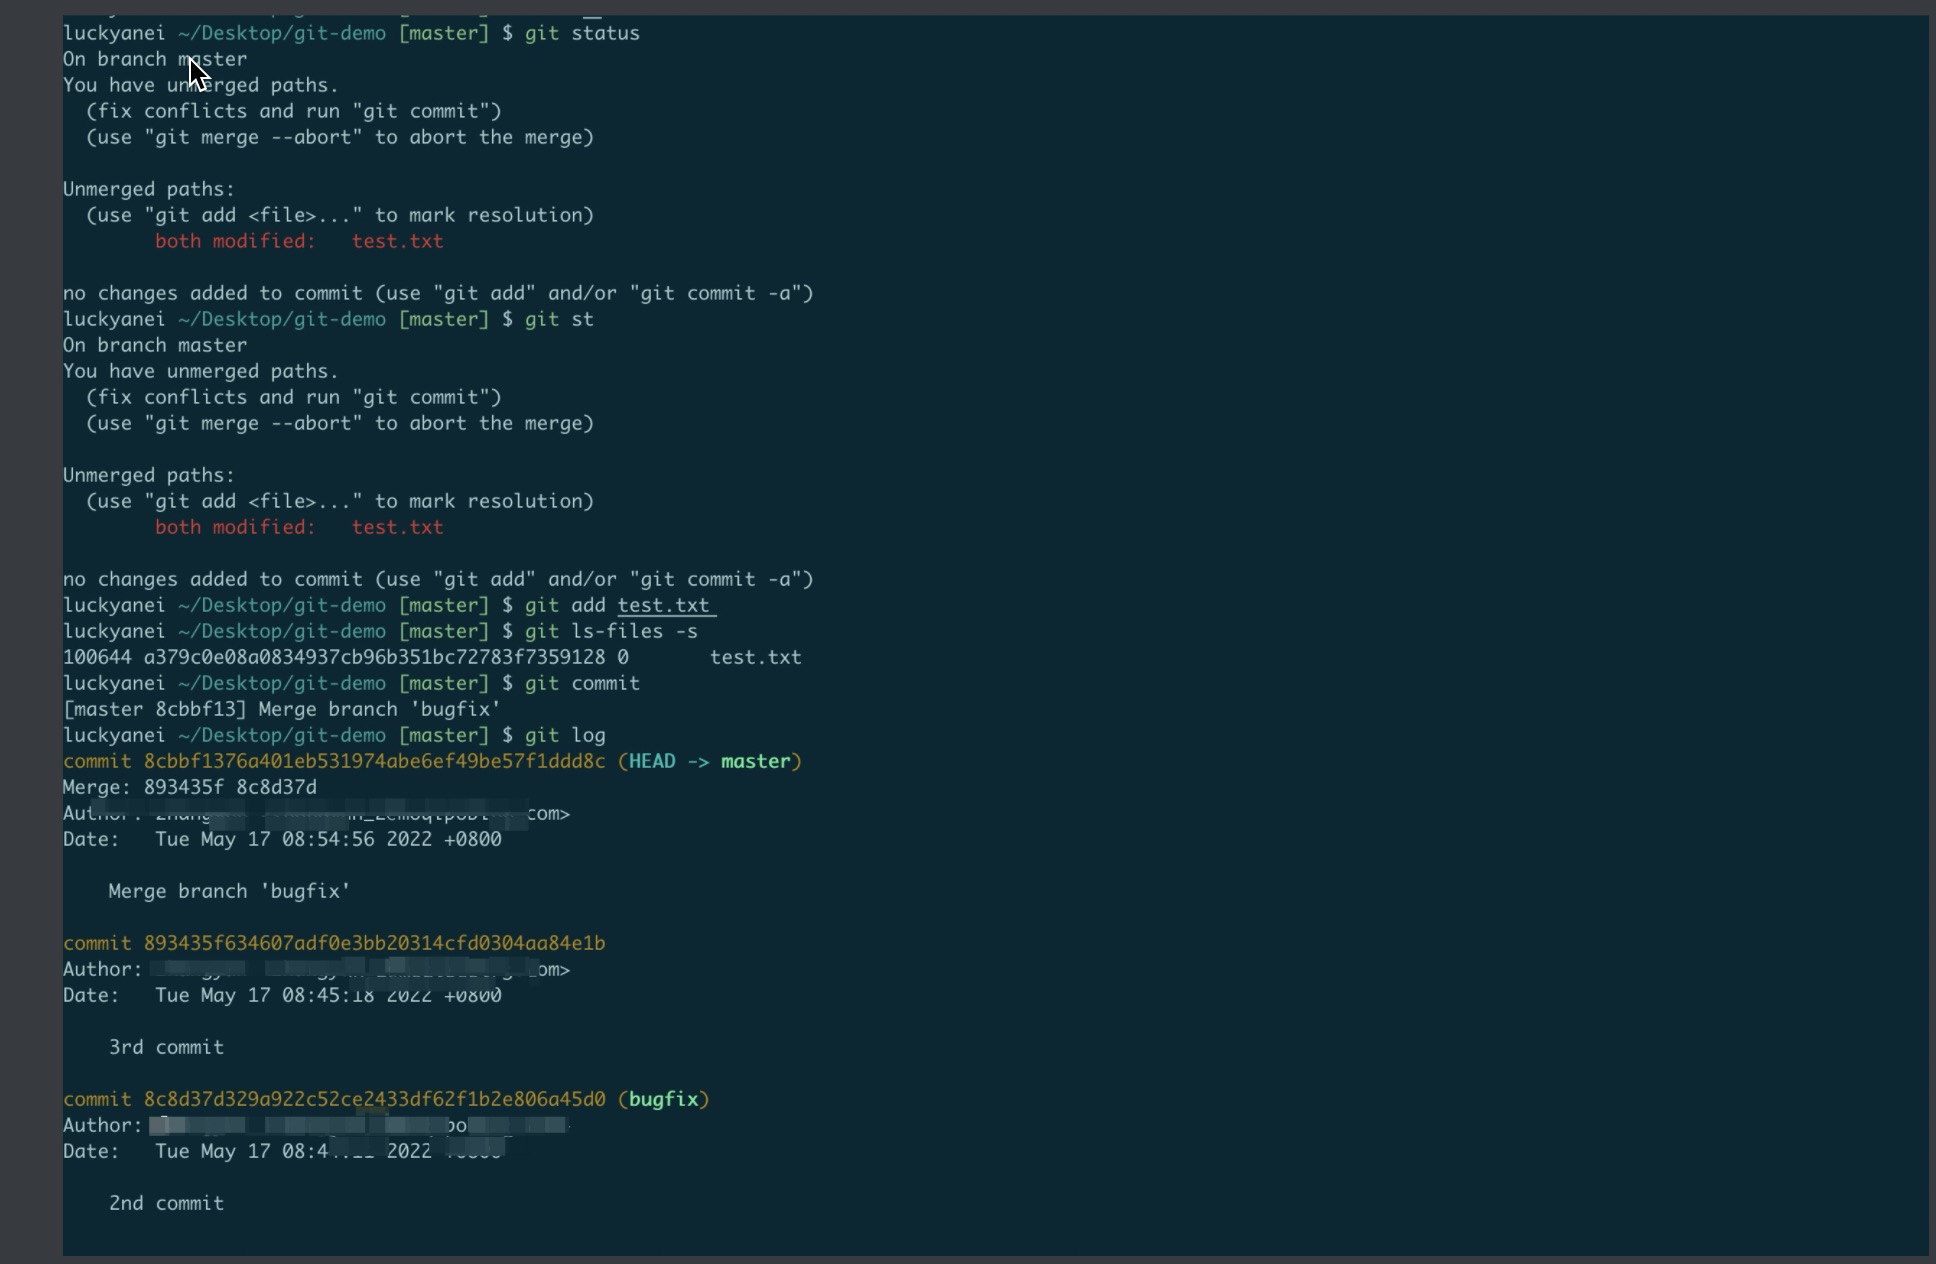 luckyanei ~/Desktop/git-demo [master] $ git status
On branch master
You have unmerged paths.
  (fix conflicts and run "git commit")
  (use "git merge --abort" to abort the merge)
Unmerged paths:
  (use "git add <file>..." to mark resolution)
        both modified:   test.txt
no changes added to commit (use "git add" and/or "git commit -a")
luckyanei ~/Desktop/git-demo [master] $ git st
On branch master
You have unmerged paths.
  (fix conflicts and run "git commit")
  (use "git merge --abort" to abort the merge)
Unmerged paths:
  (use "git add <file>..." to mark resolution)
        both modified:   test.txt
no changes added to commit (use "git add" and/or "git commit -a")
luckyanei ~/Desktop/git-demo [master] $ git add test.txt
luckyanei ~/Desktop/git-demo [master] $ git ls-files -s
100644 a379c0e08a0834937cb96b351bc72783f7359128 0       test.txt
luckyanei ~/Desktop/git-demo [master] $ git commit
[master 8cbbf13] Merge branch 'bugfix'
luckyanei ~/Desktop/git-demo [master] $ git log
commit 8cbbf1376a401eb531974abe6ef49be57f1ddd8c (HEAD -> master)
Merge: 893435f 8c8d37d
Author: com>
Date:   Tue May 17 08:54:56 2022 +0800
    Merge branch 'bugfix'
commit 893435f634607adf0e3bb20314cfd0304aa84e1b
Author: om>
Date:   Tue May 17 08:45:18 2022 +0800
    3rd commit
commit 8c8d37d329a922c52ce2433df62f1b2e806a45d0 (bugfix)
Author:
Date:   Tue May 17 2022
    2nd commit